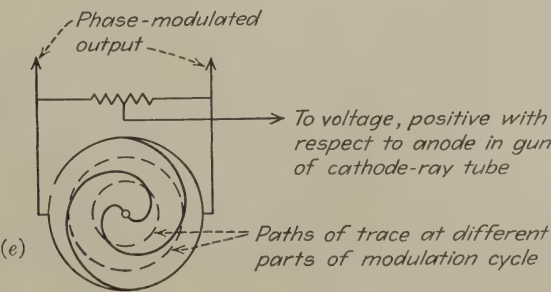 Phase-modulated
output
To voltage, positive with
respect to anode in gun
of cathode-ray tube
(e)
Paths of trace at different
parts of modulation cycle